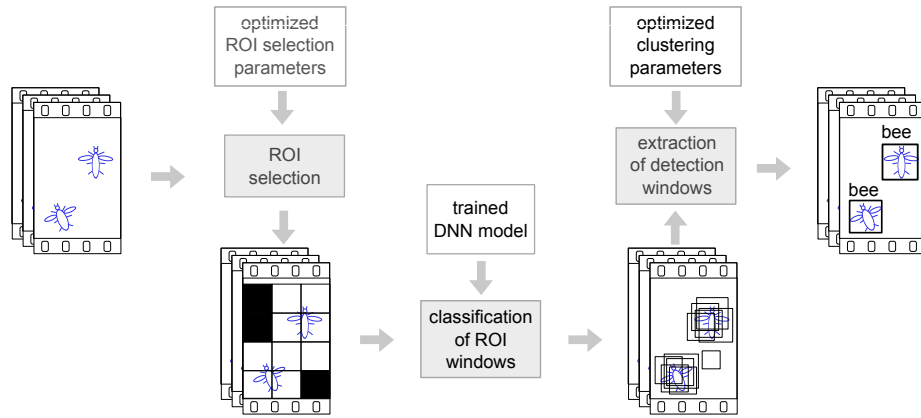 optimized
ROI selection
parameters
optimized
clustering
parameters
ROI
selection
extraction
of detection
windows
bee
bee
trained
DNN model
classification
of ROI
windows